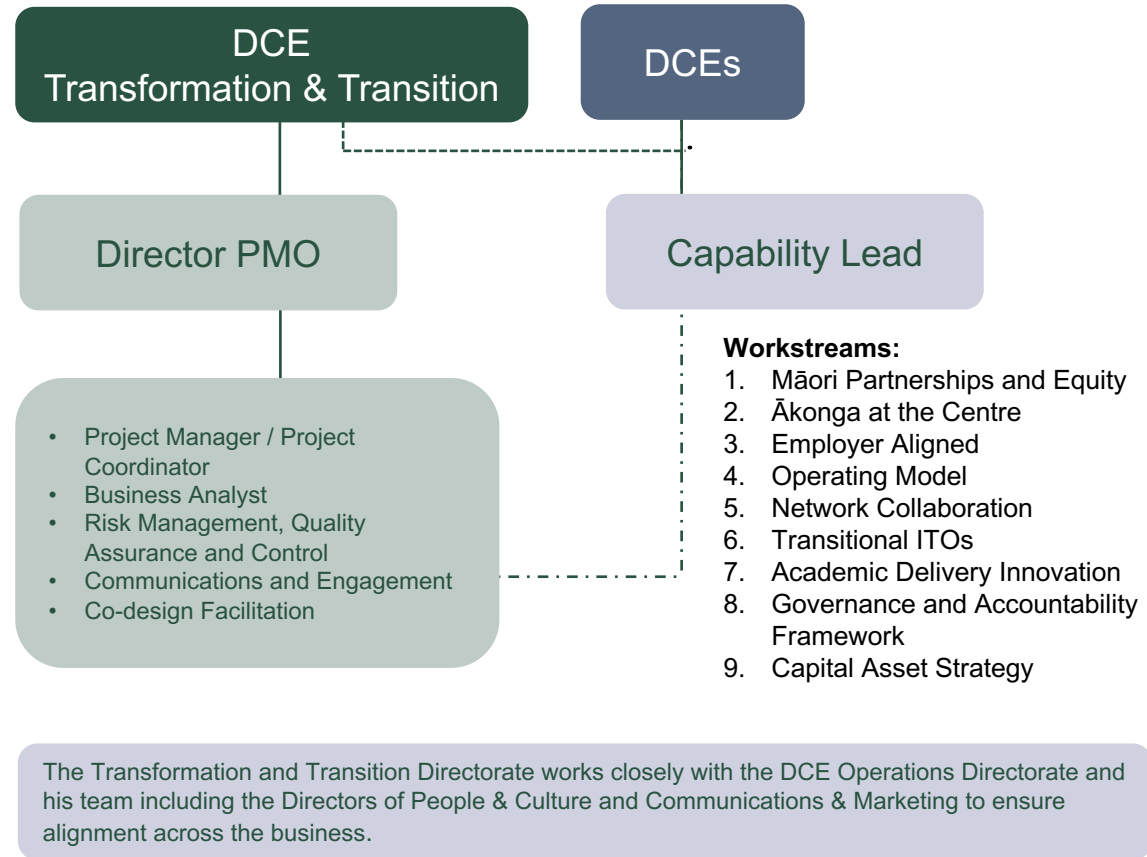 DCE
Transformation & Transition
DCEs
Director PMO
Capability Lead
• Project Manager / Project
Coordinator
• Business Analyst
• Risk Management, Quality
Assurance and Control
• Communications and Engagement
• Co-design Facilitation
Workstreams:
1. Māori Partnerships and Equity
2. Ākonga at the Centre
3. Employer Aligned
4. Operating Model
5. Network Collaboration
6. Transitional ITOs
7. Academic Delivery Innovation
8. Governance and Accountability
Framework
9. Capital Asset Strategy
The Transformation and Transition Directorate works closely with the DCE Operations Directorate and
his team including the Directors of People & Culture and Communications & Marketing to ensure
alignment across the business.